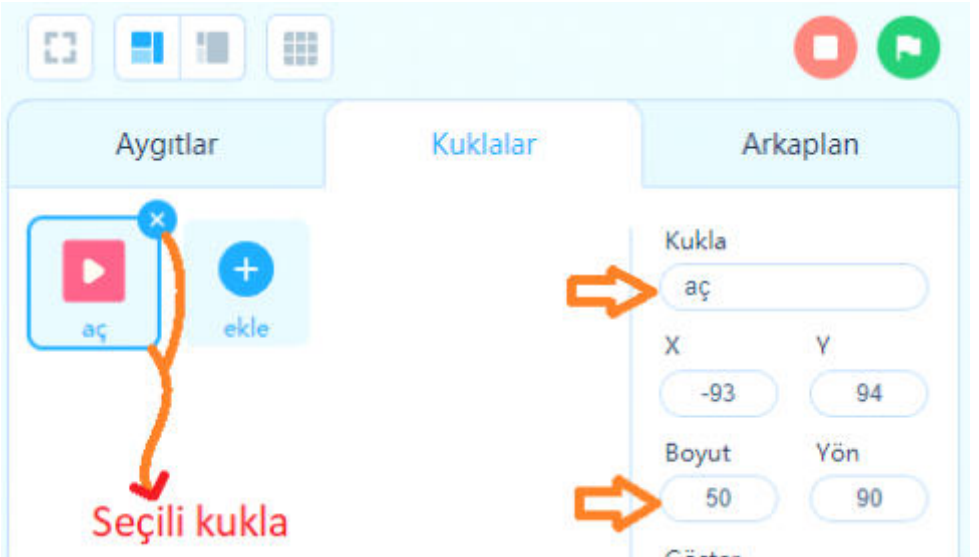 Aygıtlar
Kuklalar
Arkaplan
aç
ekle
Seçili kukla
Kukla
aç
X Y
-93 94
Boyut Yön
50 90